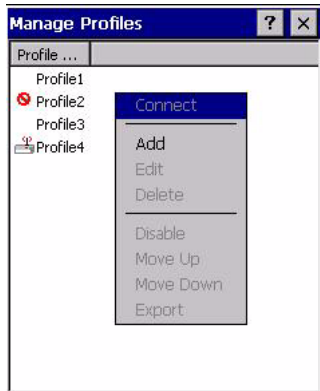 Manage Profiles ? ×
Profile ...
Profile1
Profile2
Profile3
Profile4
Connect
Add
Edit
Delete
Disable
Move Up
Move Down
Export